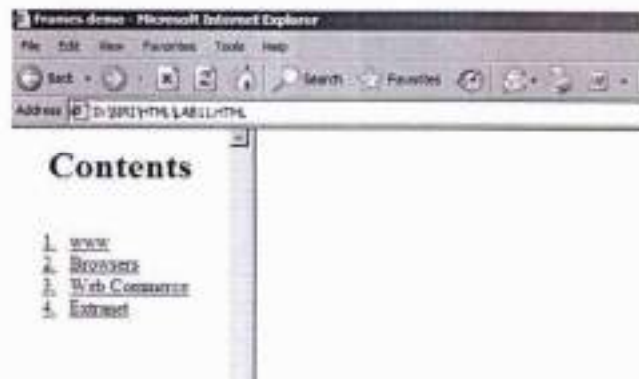 frames demo - Microsoft Internet Explorer
File Edit View Favorites Tools Help
Back Search Favorites
Address
Contents
1. www
2. Browsers
3. Web Commerce
4. Extranet